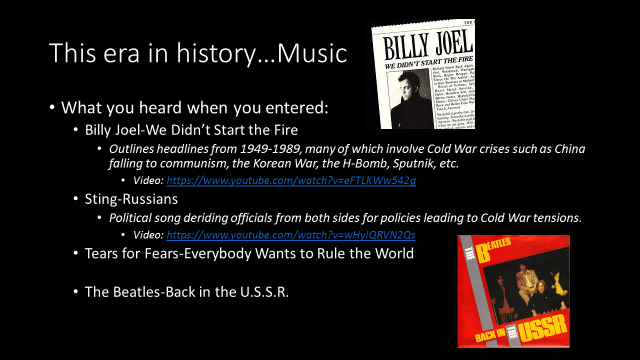 This era in history…Music
• What you heard when you entered:
• Billy Joel-We Didn't Start the Fire
• Outlines headlines from 1949-1989, many of which involve Cold War crises such as China
falling to communism, the Korean War, the H-Bomb, Sputnik, etc.
• Video: https://www.youtube.com/watch?v=eFTLKWw542g
• Sting-Russians
• Political song deriding officials from both sides for policies leading to Cold War tensions.
• Video: https://www.youtube.com/watch?v=wHylQRVN2Qs
• Tears for Fears-Everybody Wants to Rule the World
• The Beatles-Back in the U.S.S.R.
BILLY JOEL
WE DIDN'T START THE FIRE
THE BEATLES
BACK IN THE USSR